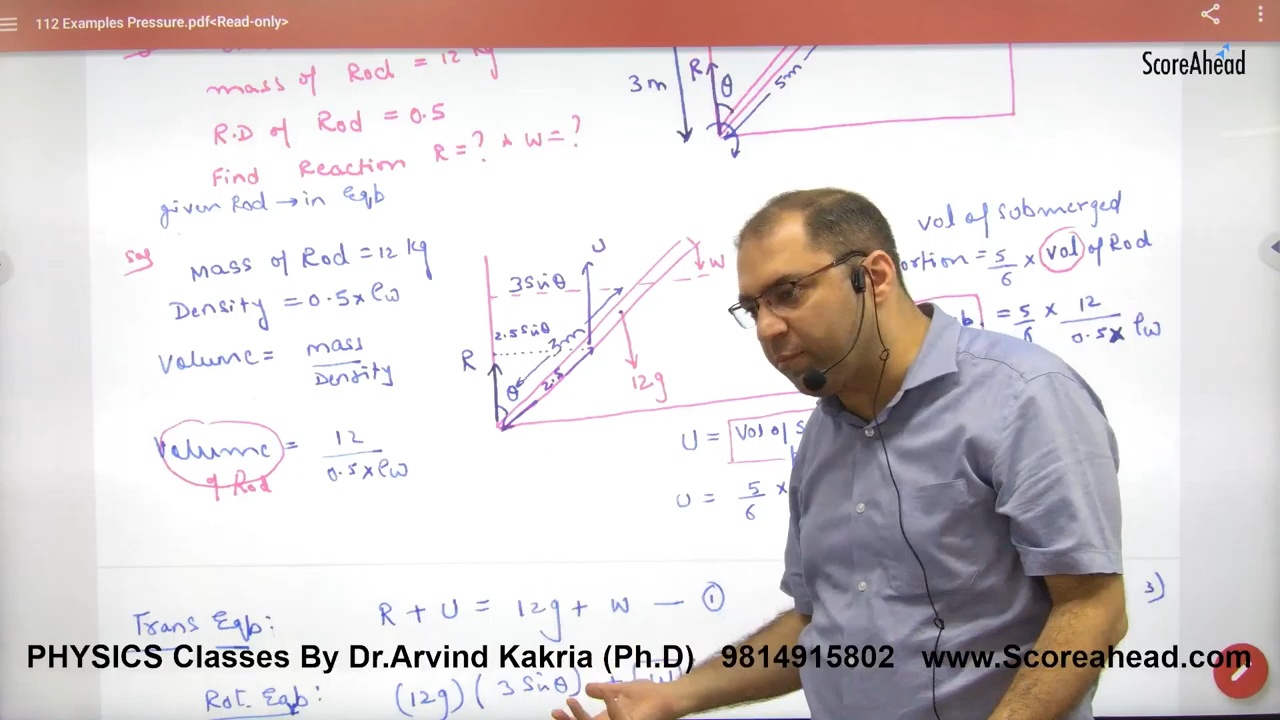 112 Examples Pressure.pdf<Read-only>
ScoreAhead
mass of Rod = 12 kg
R.D of Rod = 0.5
Find Reaction R = ? & W = ?
given Rod → in Eqb
3m R θ 5m
Sol
Mass of Rod = 12 kg
Density = 0.5 × ρw
Volume = mass / Density
Volume of Rod = 12 / 0.5 × ρw
U
W
3 Sinθ
2.5 Sinθ
3m
R
θ
2.5
12g
vol of submerged
= 5/6 × vol of Rod
= 5/6 × 12 / 0.5 × ρw
U = Vol of
U = 5/6 ×
Trans Eqb: R + U = 12g + W — ①
3)
PHYSICS Classes By Dr.Arvind Kakria (Ph.D) 9814915802 www.Scoreahead.com
Rot. Eqb: (12g) (3 Sinθ) + W